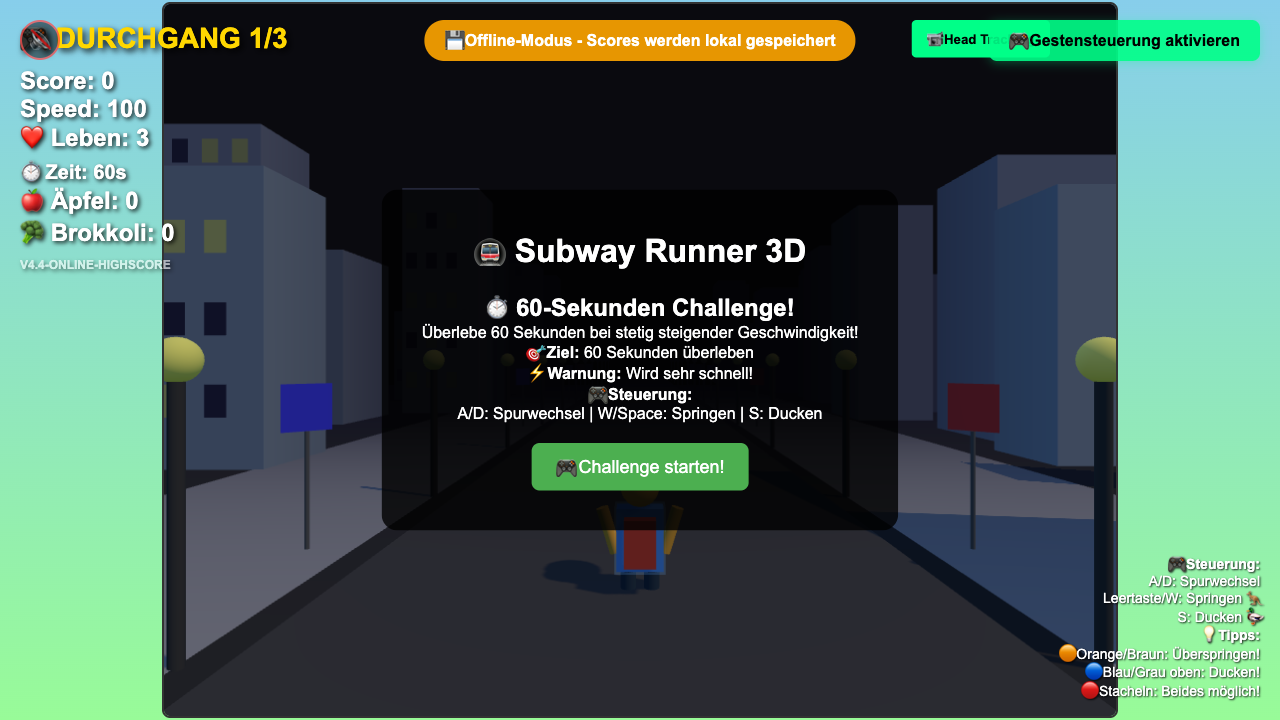 DURCHGANG 1/3
Score: 0
Speed: 100
Leben: 3
Zeit: 60s
Äpfel: 0
Brokkoli: 0
V4.4-ONLINE-HIGHSCORE
Offline-Modus - Scores werden lokal gespeichert
Head
Gestensteuerung aktivieren
Subway Runner 3D
60-Sekunden Challenge!
Überlebe 60 Sekunden bei stetig steigender Geschwindigkeit!
Ziel: 60 Sekunden überleben
Warnung: Wird sehr schnell!
Steuerung:
A/D: Spurwechsel | W/Space: Springen | S: Ducken
Challenge starten!
Steuerung:
A/D: Spurwechsel
Leertaste/W: Springen
S: Ducken
Tipps:
Orange/Braun: Überspringen!
Blau/Grau oben: Ducken!
Stacheln: Beides möglich!